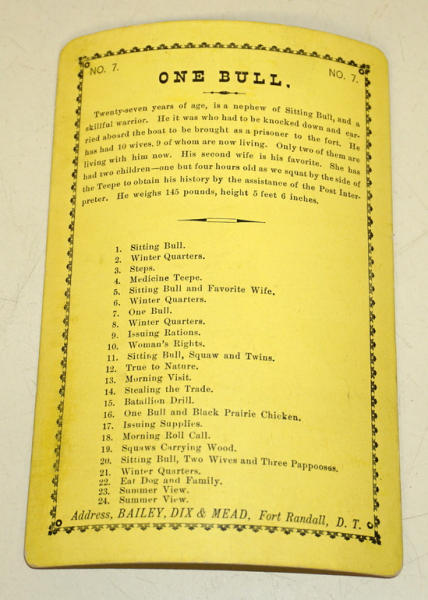 NO. 7. NO. 7.
ONE BULL.
Twenty-seven years of age, is a nephew of Sitting Bull, and a
skillful warrior. He it was who had to be knocked down and car-
ried aboard the boat to be brought as a prisoner to the fort. He
has had 10 wives. 9 of whom are now living. Only two of them are
living with him now. His second wife is his favorite. She has
had two children—one but four hours old as we squat by the side of
the Teepe to obtain his history by the assistance of the Post Inter-
preter. He weighs 145 pounds, height 5 feet 6 inches.
1. Sitting Bull.
2. Winter Quarters.
3. Steps.
4. Medicine Teepe.
5. Sitting Bull and Favorite Wife.
6. Winter Quarters.
7. One Bull.
8. Winter Quarters.
9. Issuing Rations.
10. Woman's Rights.
11. Sitting Bull, Squaw and Twins.
12. True to Nature.
13. Morning Visit.
14. Stealing the Trade.
15. Batallion Drill.
16. One Bull and Black Prairie Chicken.
17. Issuing Supplies.
18. Morning Roll Call.
19. Squaws Carrying Wood.
20. Sitting Bull, Two Wives and Three Pappooses.
21. Winter Quarters.
22. Eat Dog and Family.
23. Summer View.
24. Summer View.
Address, BAILEY, DIX & MEAD, Fort Randall, D. T.